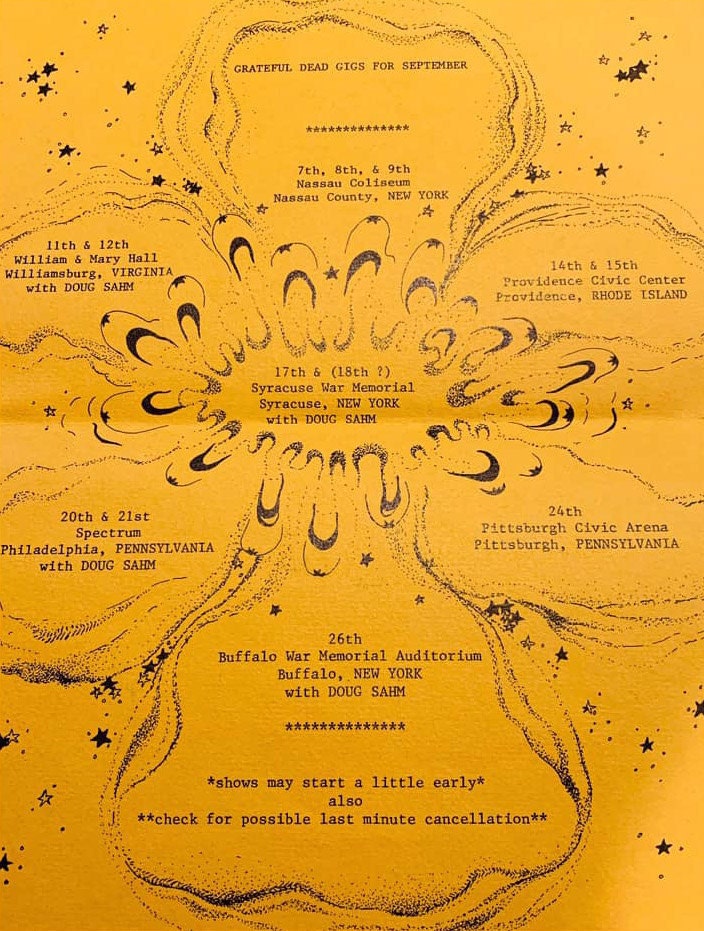 GRATEFUL DEAD GIGS FOR SEPTEMBER
**************
7th, 8th, & 9th
Nassau Coliseum
Nassau County, NEW YORK
11th & 12th
William & Mary Hall
Williamsburg, VIRGINIA
with DOUG SAHM
14th & 15th
Providence Civic Center
Providence, RHODE ISLAND
17th & (18th ?)
Syracuse War Memorial
Syracuse, NEW YORK
with DOUG SAHM
20th & 21st
Spectrum
Philadelphia, PENNSYLVANIA
with DOUG SAHM
24th
Pittsburgh Civic Arena
Pittsburgh, PENNSYLVANIA
26th
Buffalo War Memorial Auditorium
Buffalo, NEW YORK
with DOUG SAHM
**************
*shows may start a little early*
also
**check for possible last minute cancellation**